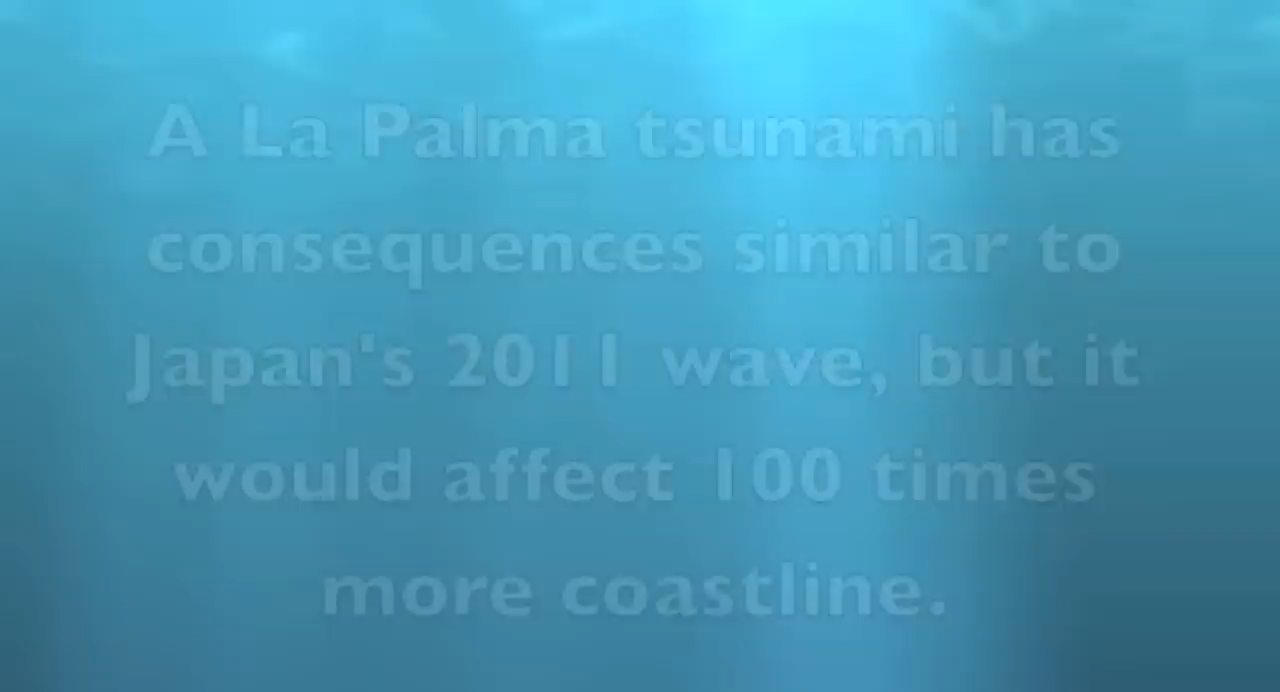 A La Palma tsunami has
consequences similar to
Japan's 2011 wave, but it
would affect 100 times
more coastline.